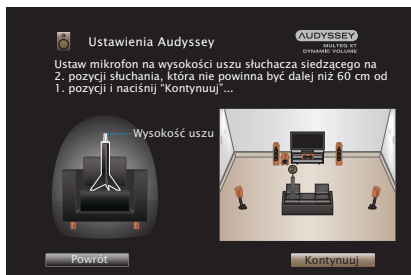 Ustawienia Audyssey
AUDYSSEY
MULTEQ XT
DYNAMIC VOLUME
Ustaw mikrofon na wysokości uszu słuchacza siedzącego na
2. pozycji słuchania, która nie powinna być dalej niż 60 cm od
1. pozycji i naciśnij “Kontynuuj”...
Wysokość uszu
Powrót
Kontynuuj